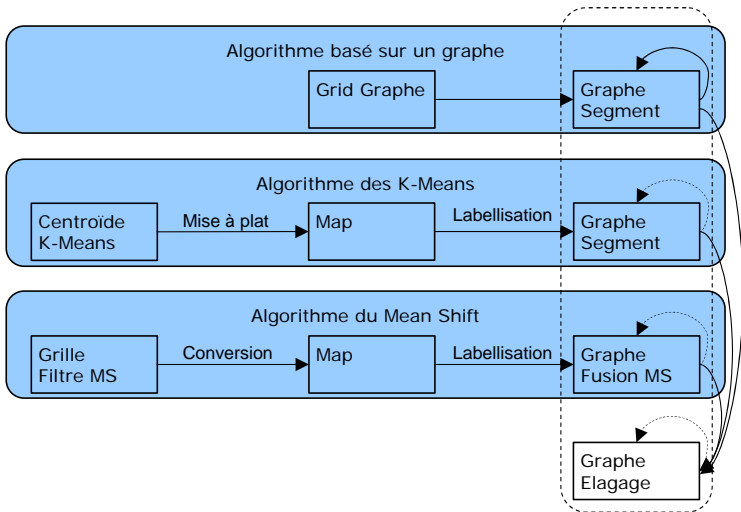 Algorithme basé sur un graphe
Grid Graphe
Graphe
Segment
Algorithme des K-Means
Centroïde
K-Means
Mise à plat
Map
Labellisation
Graphe
Segment
Algorithme du Mean Shift
Grille
Filtre MS
Conversion
Map
Labellisation
Graphe
Fusion MS
Graphe
Elagage